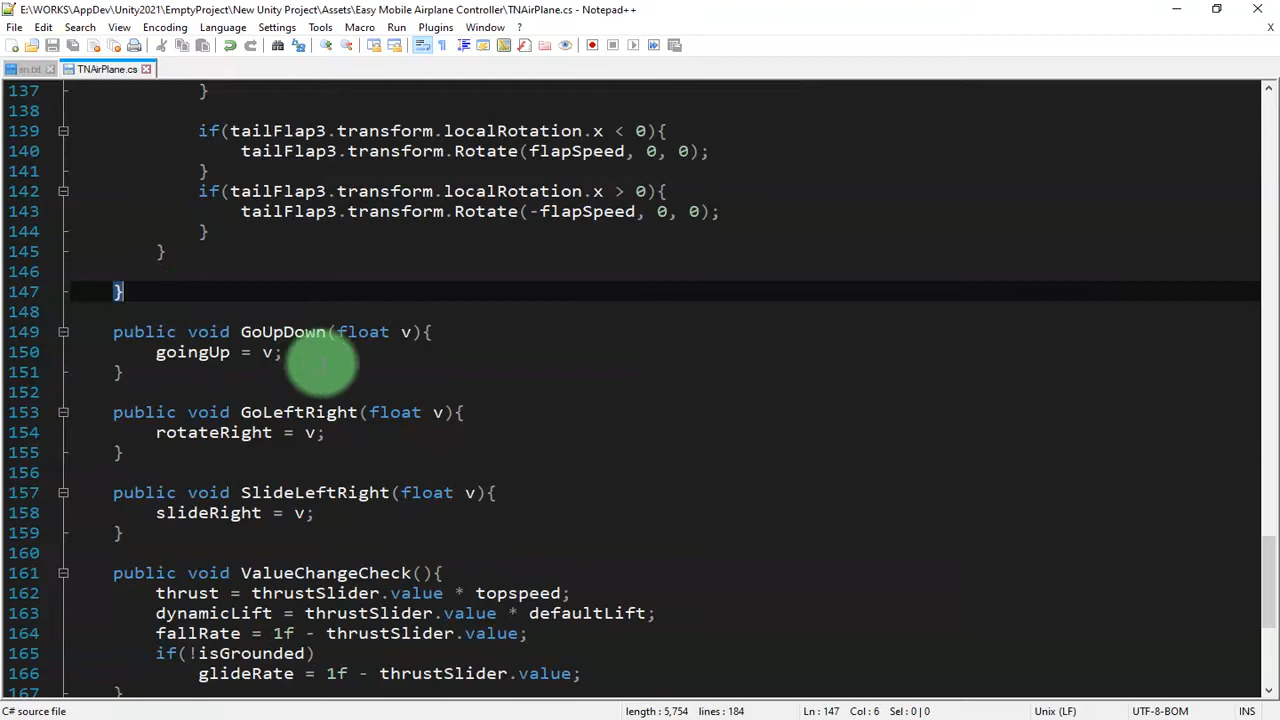 E:\WORKS\AppDev\Unity2021\EmptyProject\New Unity Project\Assets\Easy Mobile Airplane Controller\TNAirPlane.cs - Notepad++
File Edit Search View Encoding Language Settings Tools Macro Run Plugins Window ? X
en.txt TNAirPlane.cs
137 }
138
139 if(tailFlap3.transform.localRotation.x < 0){
140 tailFlap3.transform.Rotate(flapSpeed, 0, 0);
141 }
142 if(tailFlap3.transform.localRotation.x > 0){
143 tailFlap3.transform.Rotate(-flapSpeed, 0, 0);
144 }
145 }
146
147 }
148
149 public void GoUpDown(float v){
150 goingUp = v;
151 }
152
153 public void GoLeftRight(float v){
154 rotateRight = v;
155 }
156
157 public void SlideLeftRight(float v){
158 slideRight = v;
159 }
160
161 public void ValueChangeCheck(){
162 thrust = thrustSlider.value * topspeed;
163 dynamicLift = thrustSlider.value * defaultLift;
164 fallRate = 1f - thrustSlider.value;
165 if(!isGrounded)
166 glideRate = 1f - thrustSlider.value;
167 }
C# source file length : 5,754 lines : 184 Ln : 147 Col : 6 Sel : 0 | 0 Unix (LF) UTF-8-BOM INS